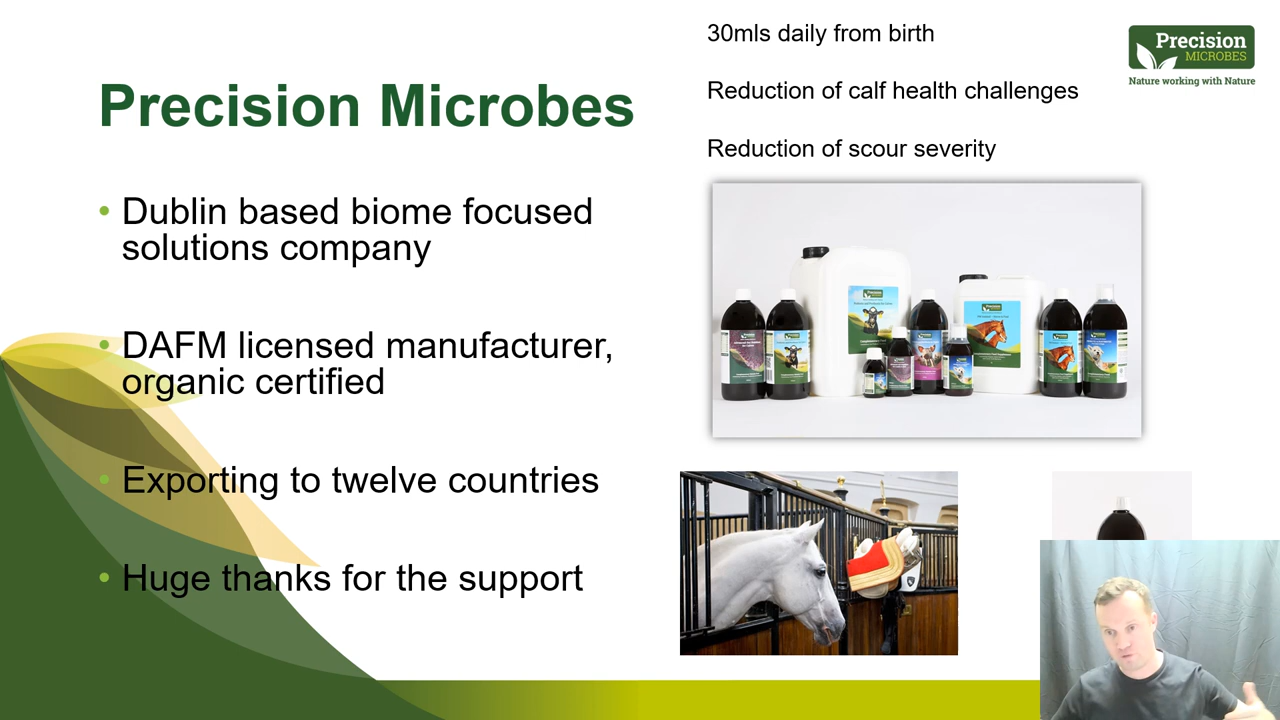 Precision Microbes
• Dublin based biome focused
solutions company
• DAFM licensed manufacturer,
organic certified
• Exporting to twelve countries
• Huge thanks for the support
30mls daily from birth
Reduction of calf health challenges
Reduction of scour severity
Precision
MICROBES
Nature working with Nature